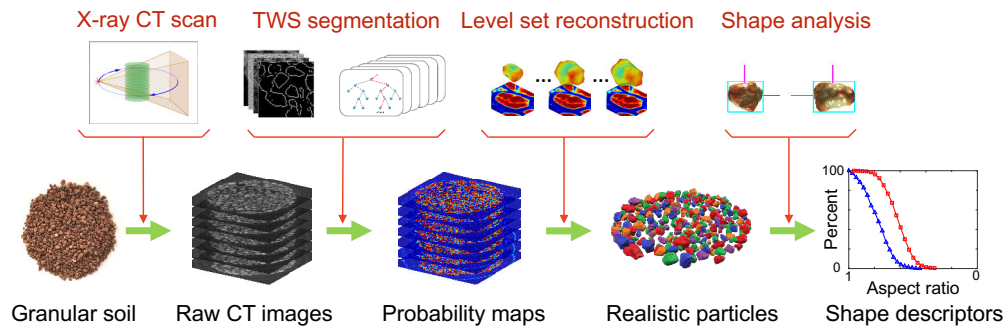 X-ray CT scan
TWS segmentation
Level set reconstruction
Shape analysis
...
...
...
100
0
Percent
1
0
Aspect ratio
Granular soil
Raw CT images
Probability maps
Realistic particles
Shape descriptors